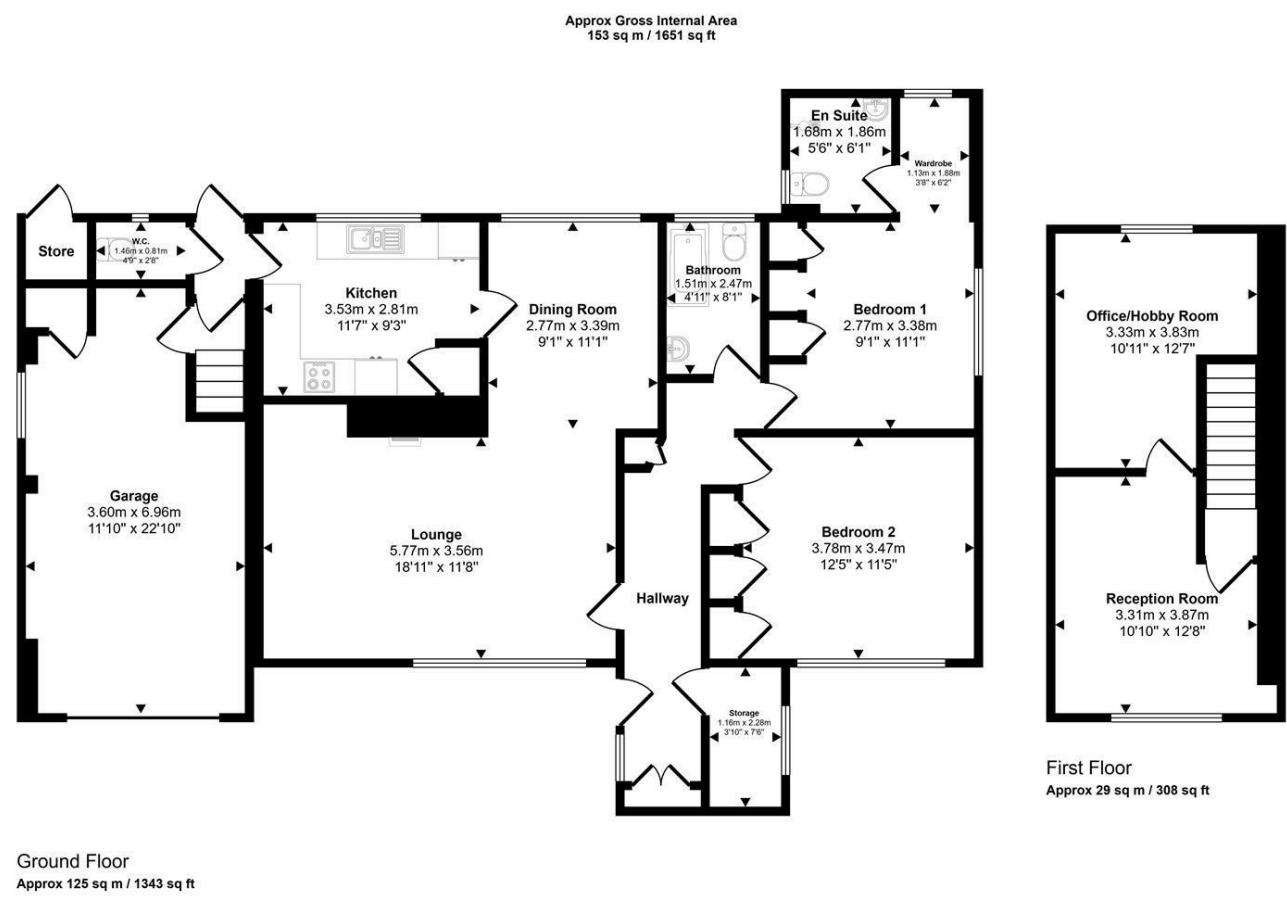 Approx Gross Internal Area
153 sq m / 1651 sq ft
En Suite
1.68m x 1.86m
5'6" x 6'1"
Wardrobe
1.13m x 1.88m
3'8" x 6'2"
Store
W.C.
1.46m x 0.81m
4'9" x 2'8"
Kitchen
3.53m x 2.81m
11'7" x 9'3"
Dining Room
2.77m x 3.39m
9'1" x 11'1"
Bathroom
1.51m x 2.47m
4'11" x 8'1"
Bedroom 1
2.77m x 3.38m
9'1" x 11'1"
Office/Hobby Room
3.33m x 3.83m
10'11" x 12'7"
Garage
3.60m x 6.96m
11'10" x 22'10"
Lounge
5.77m x 3.56m
18'11" x 11'8"
Hallway
Bedroom 2
3.78m x 3.47m
12'5" x 11'5"
Reception Room
3.31m x 3.87m
10'10" x 12'8"
Storage
1.16m x 2.28m
3'10" x 7'6"
First Floor
Approx 29 sq m / 308 sq ft
Ground Floor
Approx 125 sq m / 1343 sq ft